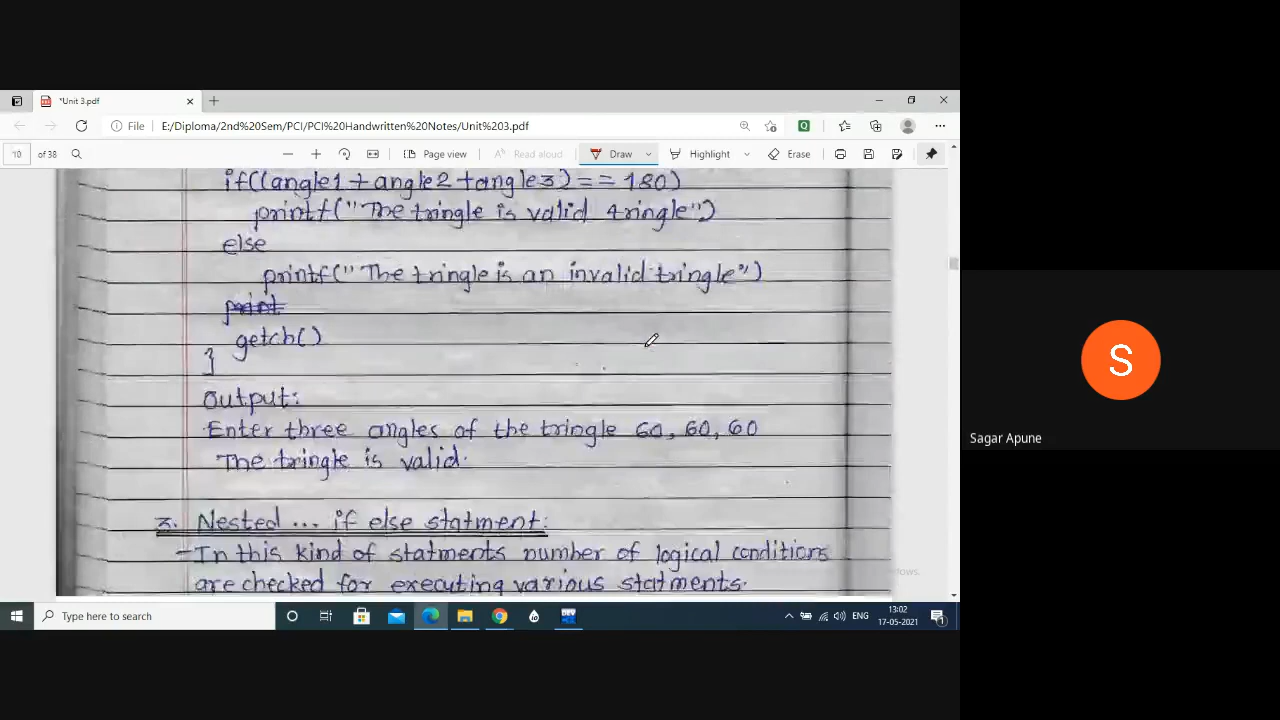 *Unit 3.pdf
File E:/Diploma/2nd%20Sem/PCI/PCI%20Handwritten%20Notes/Unit%203.pdf
10 of 38 Page view Read aloud Draw Highlight Erase
if((angle1 + angle2 + angle3) = = 180)
printf("The tringle is valid tringle")
else
printf("The tringle is an invalid tringle")
print
getch()
}
Output:
Enter three angles of the tringle 60, 60, 60
The tringle is valid.
3. Nested ... if else statment:
- In this kind of statments number of logical conditions
are checked for executing various statments.
Type here to search
ENG
13:02
17-05-2021
1
S
Sagar Apune